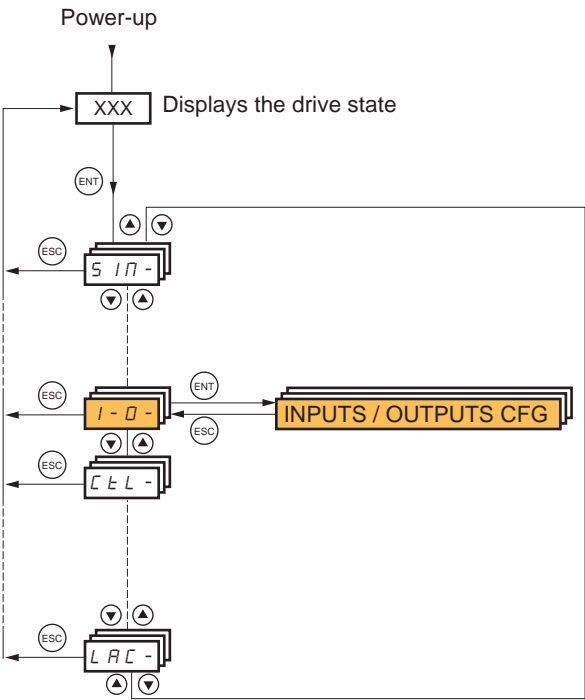 Power-up
XXX Displays the drive state
ENT
ESC
SIM-
ESC
I-O-
ENT
INPUTS / OUTPUTS CFG
ESC
ESC
CtL-
ESC
LAC-